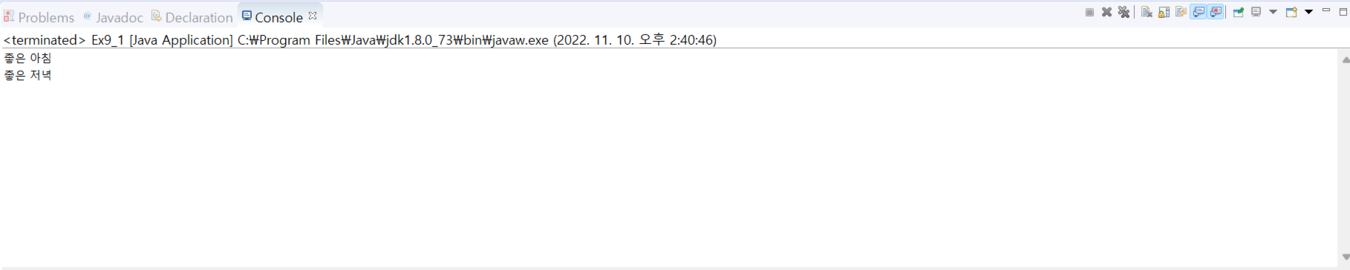 Problems @ Javadoc Declaration Console
<terminated> Ex9_1 [Java Application] C:₩Program Files₩Java₩jdk1.8.0_73₩bin₩javaw.exe (2022. 11. 10. 오후 2:40:46)
좋은 아침
좋은 저녁